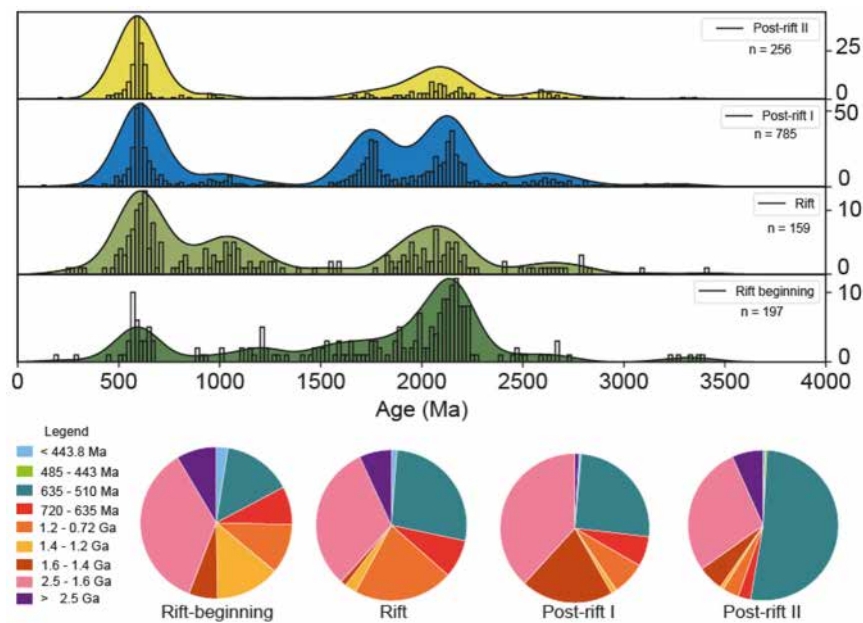 Post-rift II
n = 256
25
0
Post-rift I
n = 785
50
0
Rift
n = 159
10
0
Rift beginning
n = 197
10
0
0 500 1000 1500 2000 2500 3000 3500 4000
Age (Ma)
Legend
< 443.8 Ma
485 - 443 Ma
635 - 510 Ma
720 - 635 Ma
1.2 - 0.72 Ga
1.4 - 1.2 Ga
1.6 - 1.4 Ga
2.5 - 1.6 Ga
> 2.5 Ga
Rift-beginning Rift Post-rift I Post-rift II